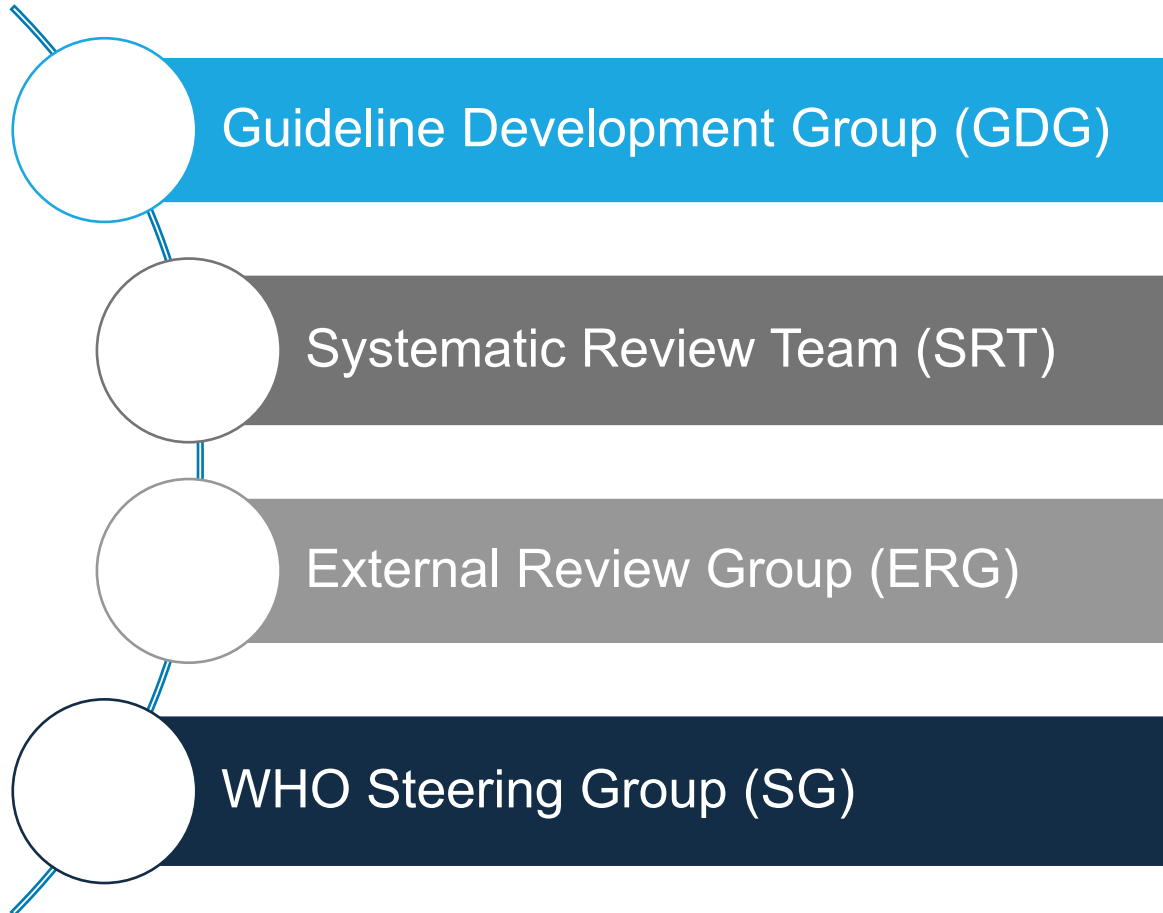 Guideline Development Group (GDG)
Systematic Review Team (SRT)
External Review Group (ERG)
WHO Steering Group (SG)